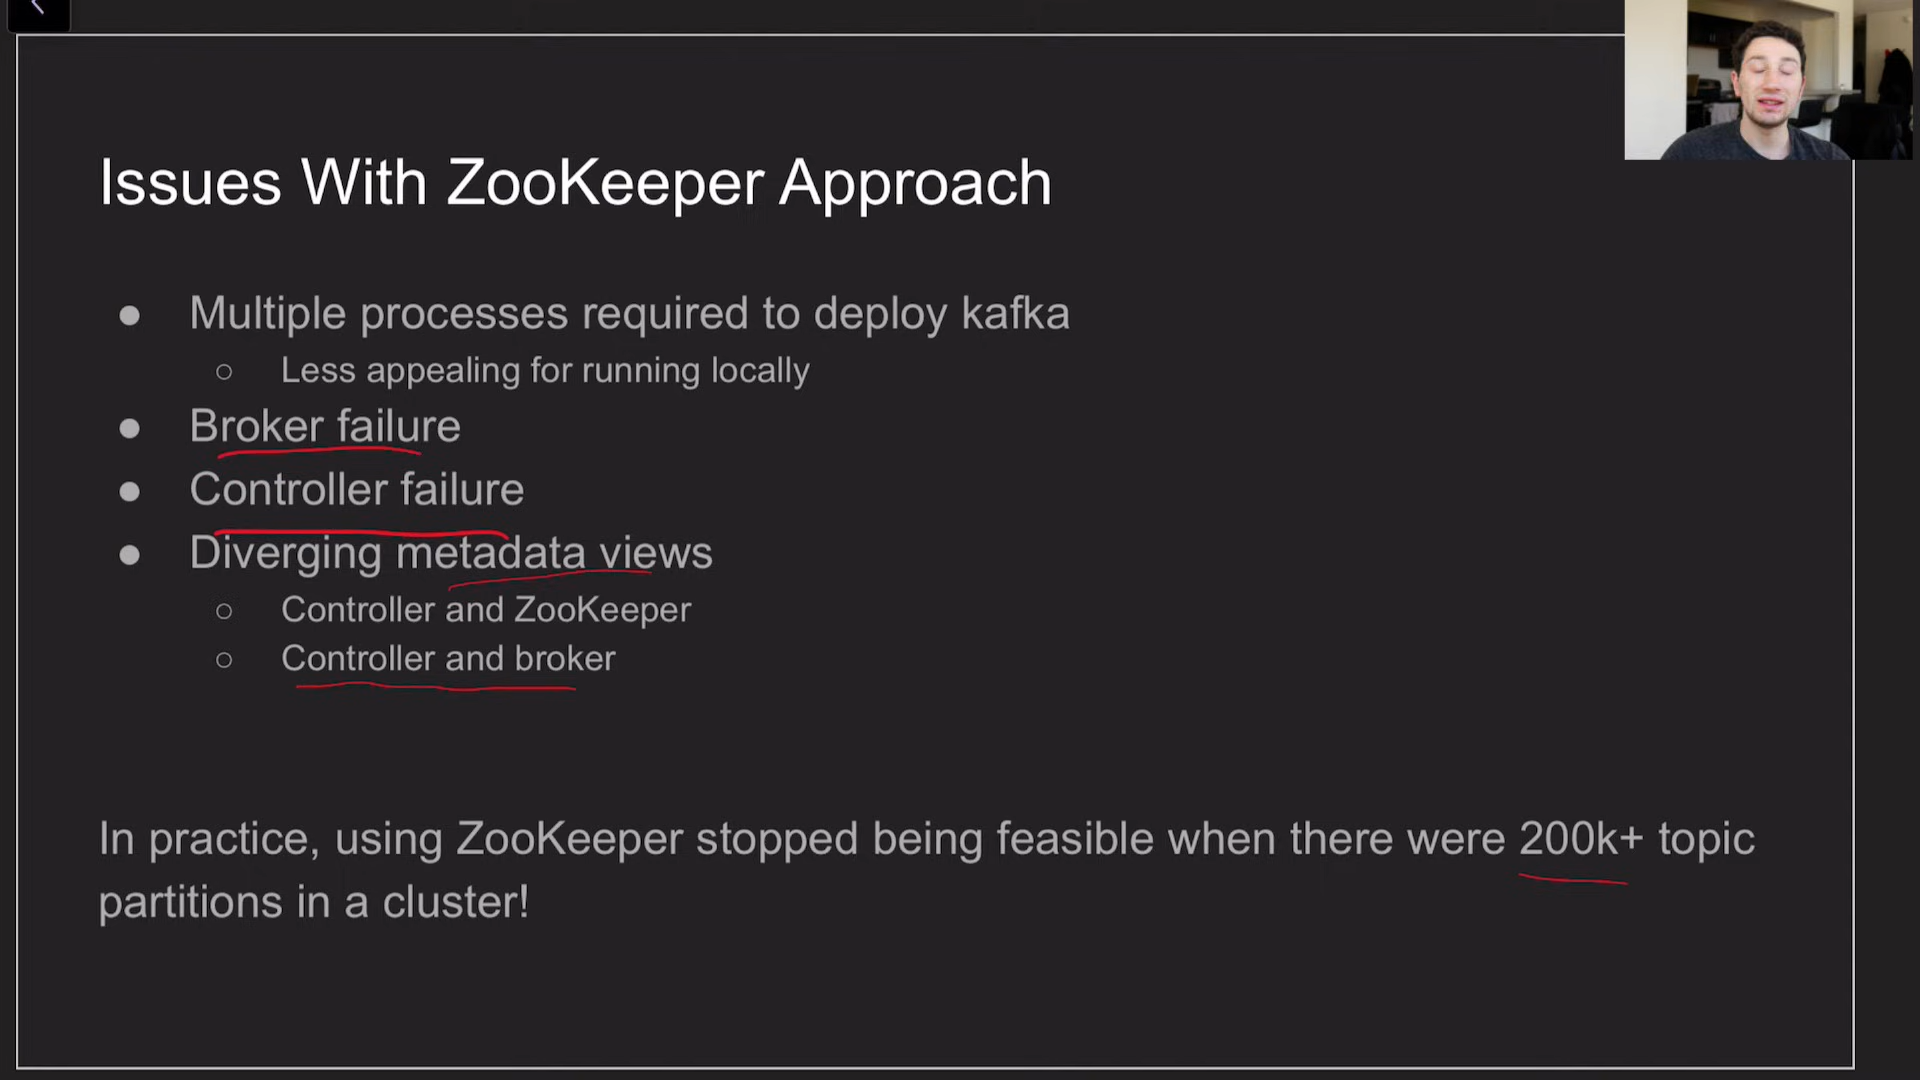 Issues With ZooKeeper Approach
● Multiple processes required to deploy kafka
○ Less appealing for running locally
● Broker failure
● Controller failure
● Diverging metadata views
○ Controller and ZooKeeper
○ Controller and broker
In practice, using ZooKeeper stopped being feasible when there were 200k+ topic
partitions in a cluster!